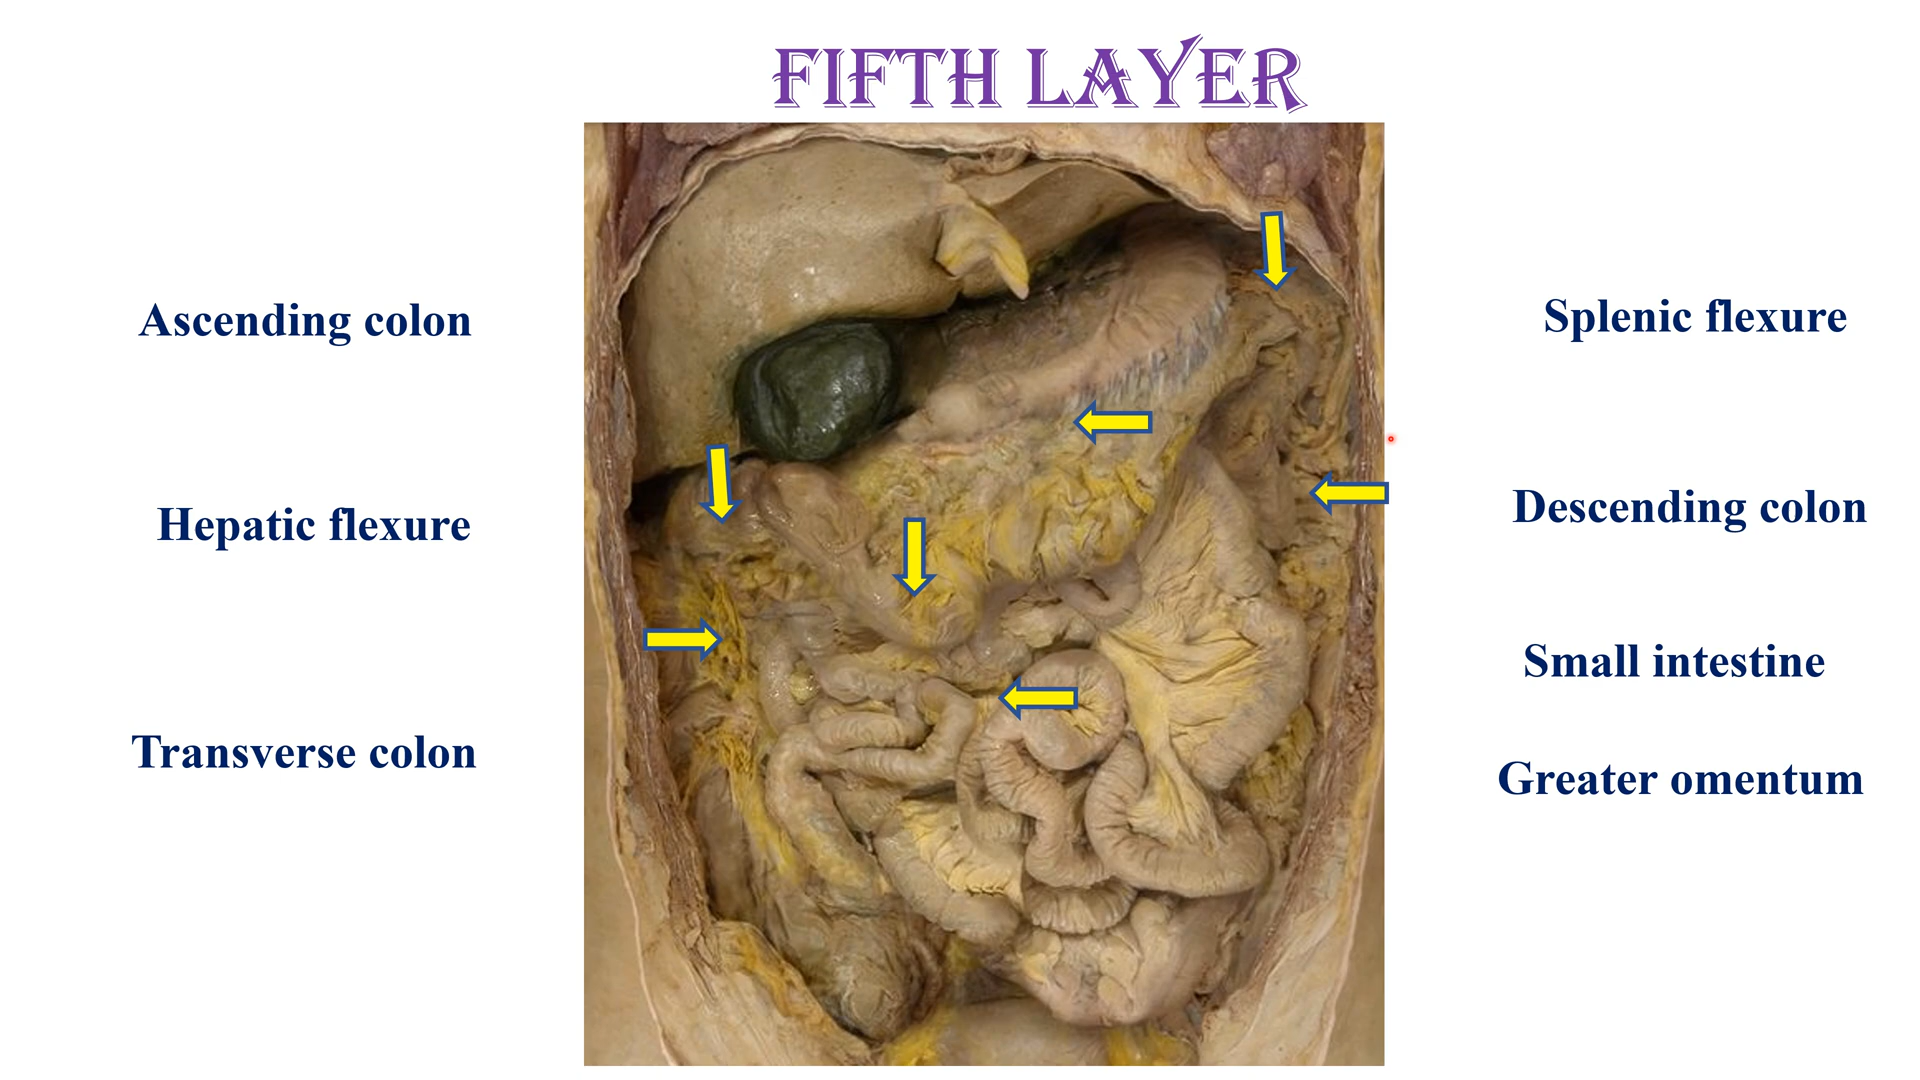 FIFTH LAYER
Ascending colon
Hepatic flexure
Transverse colon
Splenic flexure
Descending colon
Small intestine
Greater omentum